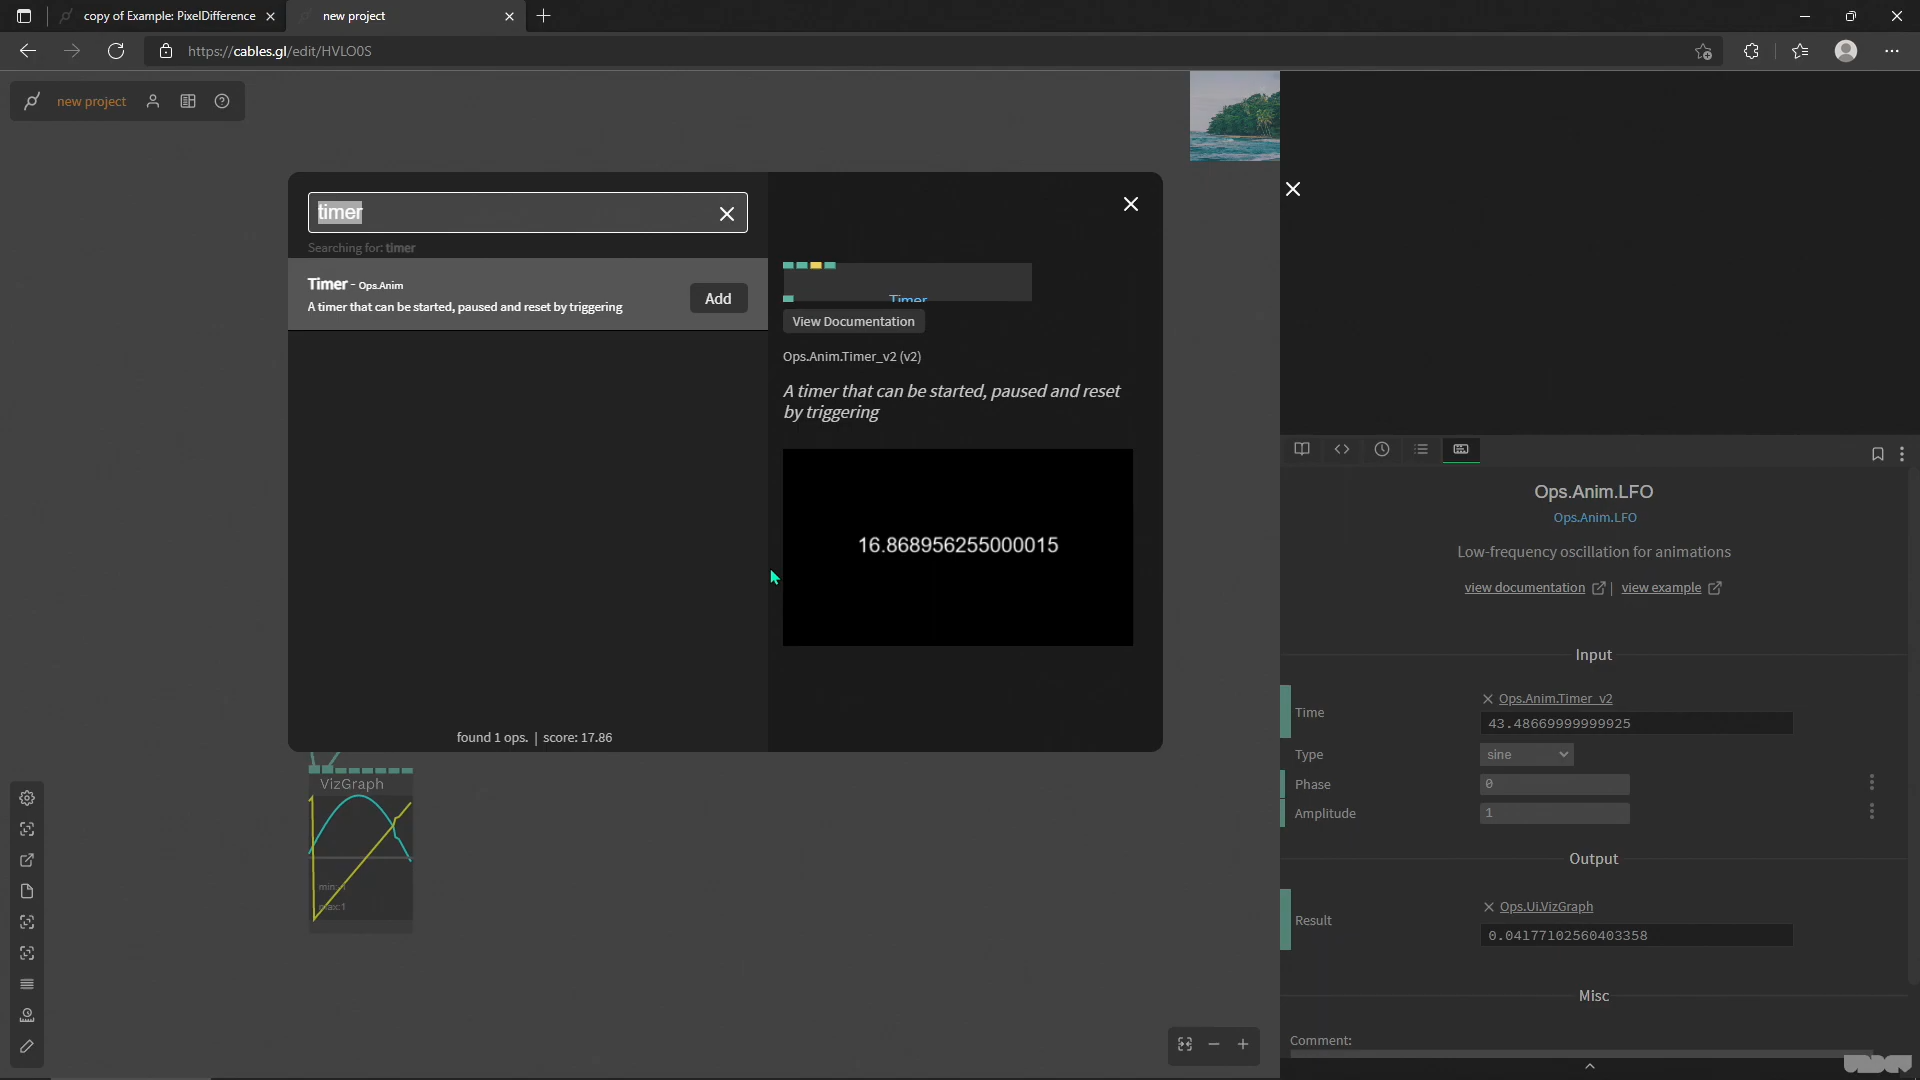 copy of Example: PixelDifference
new project
https://cables.gl/edit/HVLO0S
new project
timer
Searching for: timer
Timer - Ops.Anim
A timer that can be started, paused and reset by triggering
Add
found 1 ops. | score: 17.86
Timer
View Documentation
Ops.Anim.Timer_v2 (v2)
A timer that can be started, paused and reset
by triggering
16.868956255000015
VizGraph
min:-1
max:1
Ops.Anim.LFO
Ops.Anim.LFO
Low-frequency oscillation for animations
view documentation | view example
Input
Time
Ops.Anim.Timer_v2
43.48669999999925
Type
sine
Phase
0
Amplitude
1
Output
Result
Ops.Ui.VizGraph
0.04177102560403358
Misc
Comment: